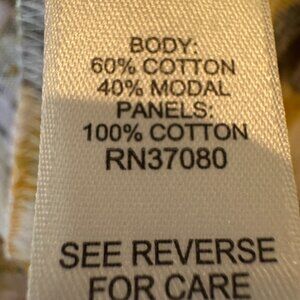 BODY:
60% COTTON
40% MODAL
PANELS:
100% COTTON
RN37080
SEE REVERSE
FOR CARE